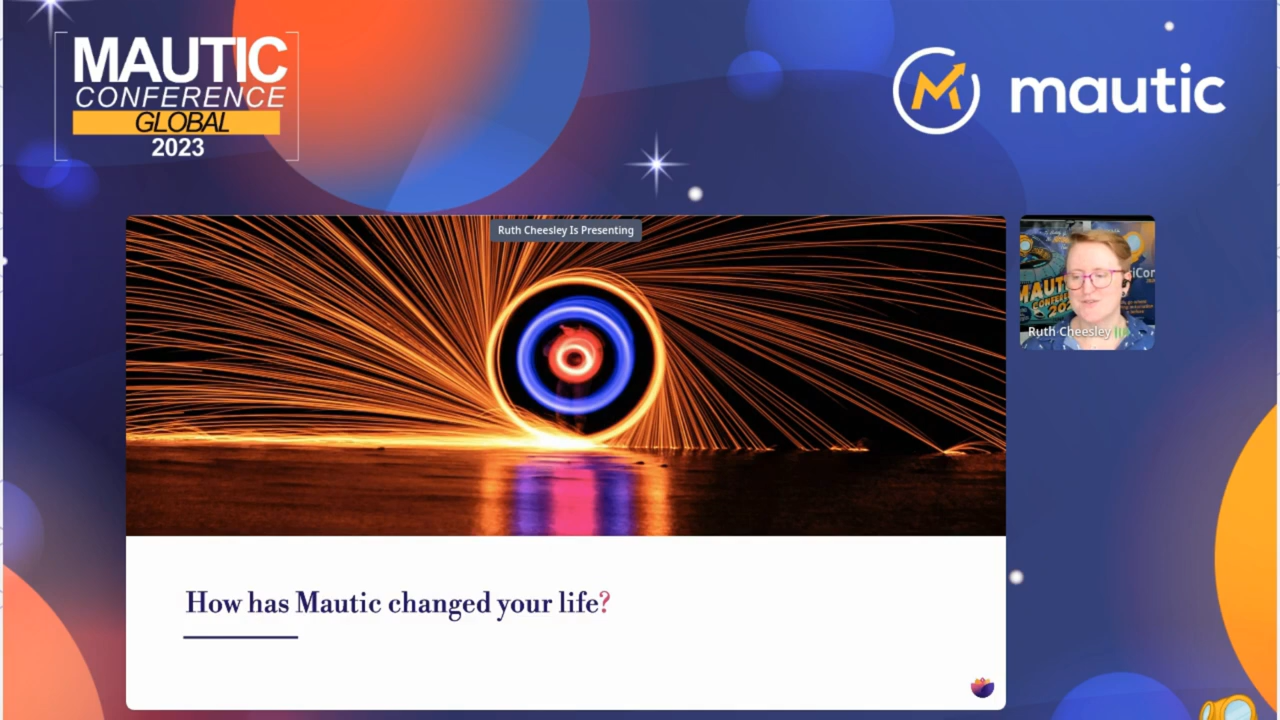 MAUTIC
CONFERENCE
GLOBAL
2023
mautic
Ruth Cheesley Is Presenting
Ruth Cheesley
How has Mautic changed your life?